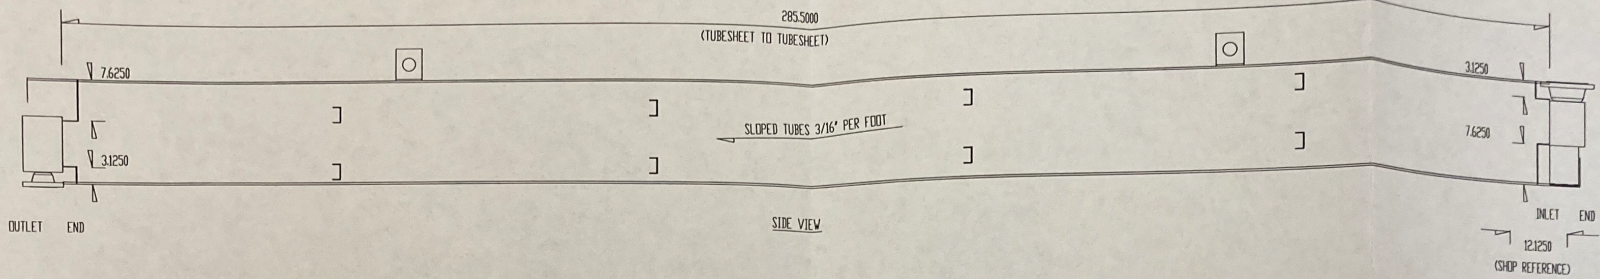 285.5000
(TUBESHEET TO TUBESHEET)
7.6250
3.1250
SLOPED TUBES 3/16" PER FOOT
3.1250
7.6250
OUTLET END
SIDE VIEW
INLET END
12.1250
(SHOP REFERENCE)